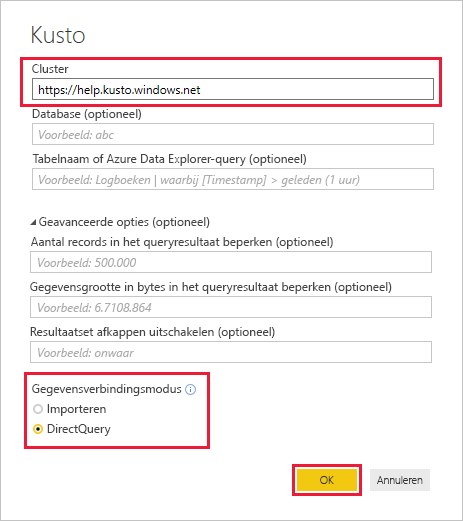 Kusto
Cluster
https://help.kusto.windows.net
Database (optioneel)
Voorbeeld: abc
Tabelnaam of Azure Data Explorer-query (optioneel)
Voorbeeld: Logboeken | waarbij [Timestamp] > geleden (1 uur)
Geavanceerde opties (optioneel)
Aantal records in het queryresultaat beperken (optioneel)
Voorbeeld: 500.000
Gegevensgrootte in bytes in het queryresultaat beperken (optioneel)
Voorbeeld: 6.7108.864
Resultaatset afkappen uitschakelen (optioneel)
Voorbeeld: onwaar
Gegevensverbindingsmodus
Importeren
DirectQuery
OK Annuleren